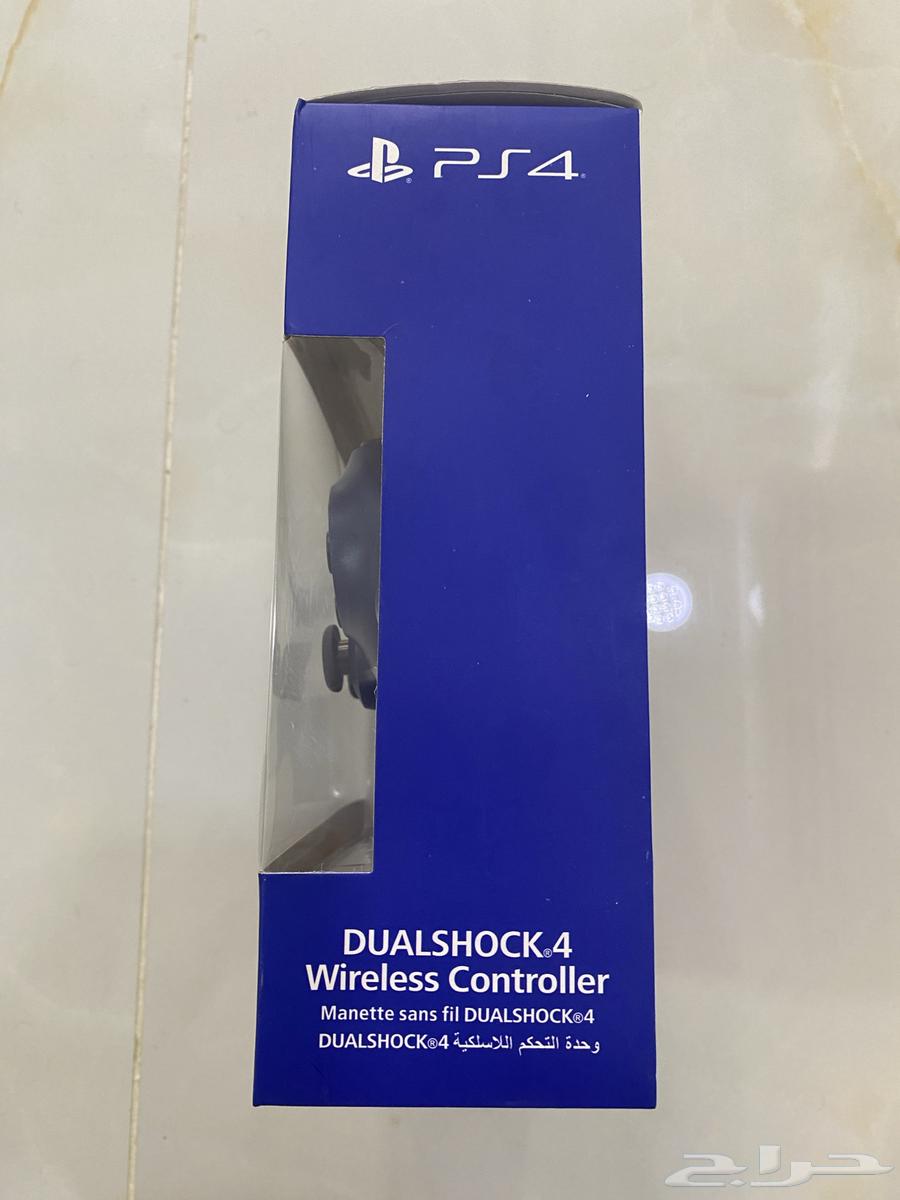 PS4
DUALSHOCK®4
Wireless Controller
Manette sans fil DUALSHOCK®4
وحدة التحكم اللاسلكية DUALSHOCK®4
حراج